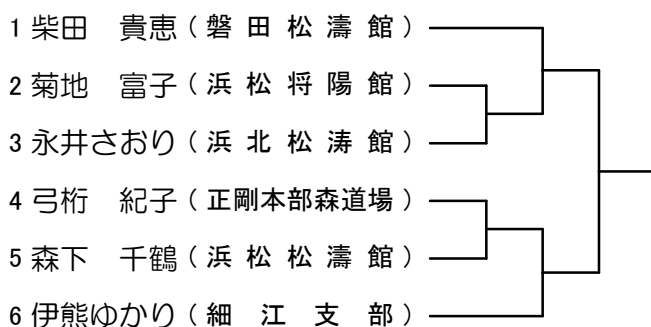 1 柴田　貴恵（磐田松濤館）
2 菊地　富子（浜松将陽館）
3 永井さおり（浜北松涛館）
4 弓桁　紀子（正剛本部森道場）
5 森下　千鶴（浜松松濤館）
6 伊熊ゆかり（細江支部）